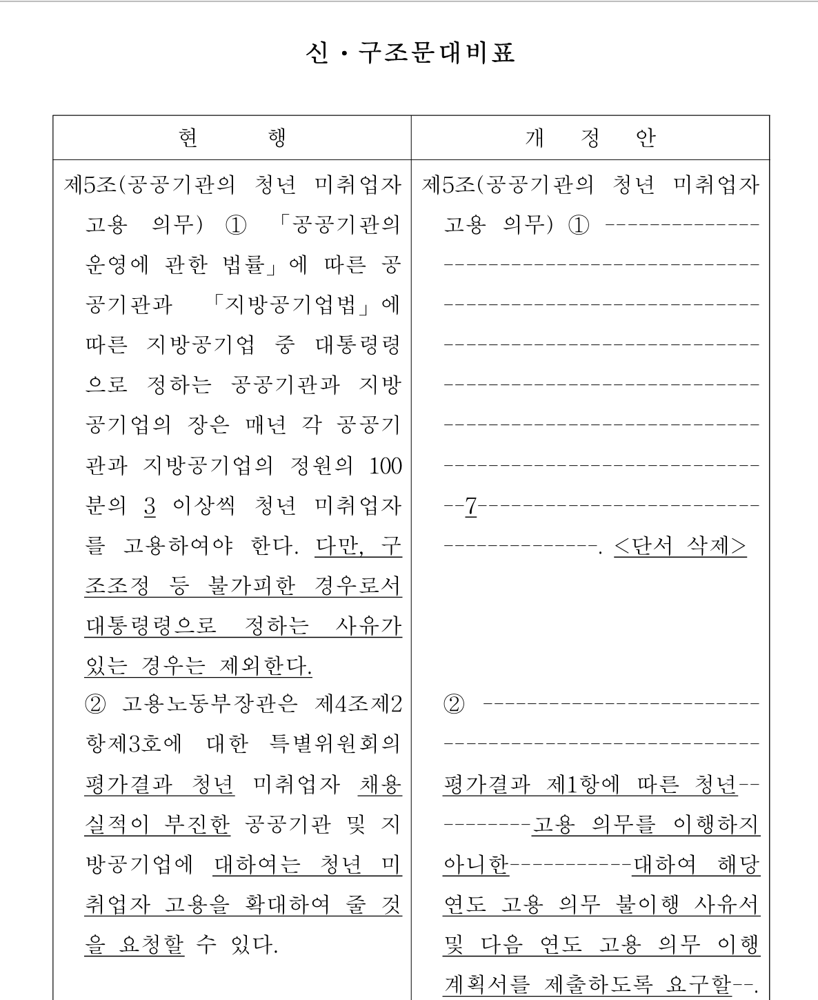 신·구조문대비표
현 행
개 정 안
제5조(공공기관의 청년 미취업자
고용 의무) ① 「공공기관의
운영에 관한 법률」에 따른 공
공기관과 「지방공기업법」에
따른 지방공기업 중 대통령령
으로 정하는 공공기관과 지방
공기업의 장은 매년 각 공공기
관과 지방공기업의 정원의 100
분의 3 이상씩 청년 미취업자
를 고용하여야 한다. 다만, 구
조조정 등 불가피한 경우로서
대통령령으로 정하는 사유가
있는 경우는 제외한다.
② 고용노동부장관은 제4조제2
항제3호에 대한 특별위원회의
평가결과 청년 미취업자 채용
실적이 부진한 공공기관 및 지
방공기업에 대하여는 청년 미
취업자 고용을 확대하여 줄 것
을 요청할 수 있다.
제5조(공공기관의 청년 미취업자
고용 의무) ① --------------
-----------------------------
-----------------------------
-----------------------------
-----------------------------
-----------------------------
-----------------------------
--7--------------------------
--------------. <단서 삭제>
② -------------------------
-----------------------------
평가결과 제1항에 따른 청년--
--------고용 의무를 이행하지
아니한-----------대하여 해당
연도 고용 의무 불이행 사유서
및 다음 연도 고용 의무 이행
계획서를 제출하도록 요구할--.